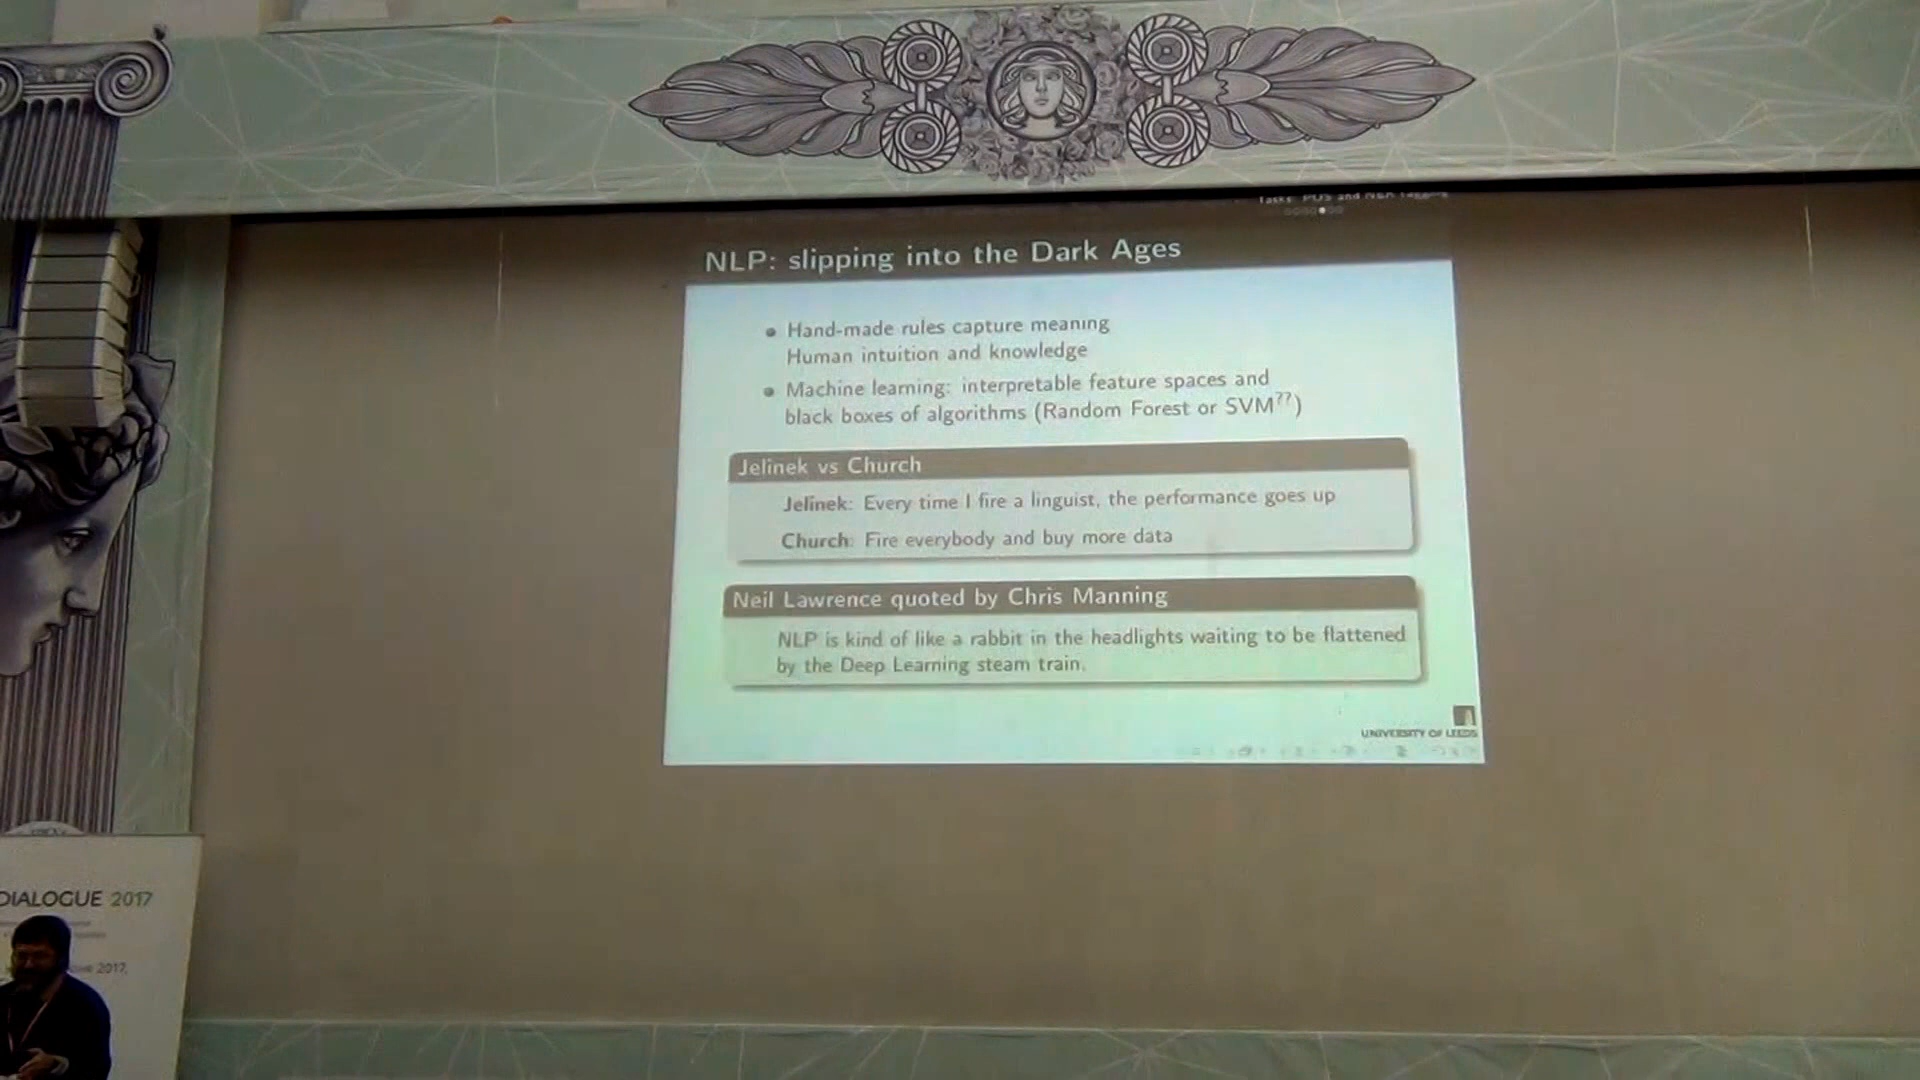 Tasks: POS and
NLP: slipping into the Dark Ages
Hand-made rules capture meaning
Human intuition and knowledge
Machine learning: interpretable feature spaces and
black boxes of algorithms (Random Forest or SVM??)
Jelinek vs Church
Jelinek: Every time I fire a linguist, the performance goes up
Church: Fire everybody and buy more data
Neil Lawrence quoted by Chris Manning
NLP is kind of like a rabbit in the headlights waiting to be flattened
by the Deep Learning steam train.
UNIVERSITY OF LEEDS
DIALOGUE 2017
2017,